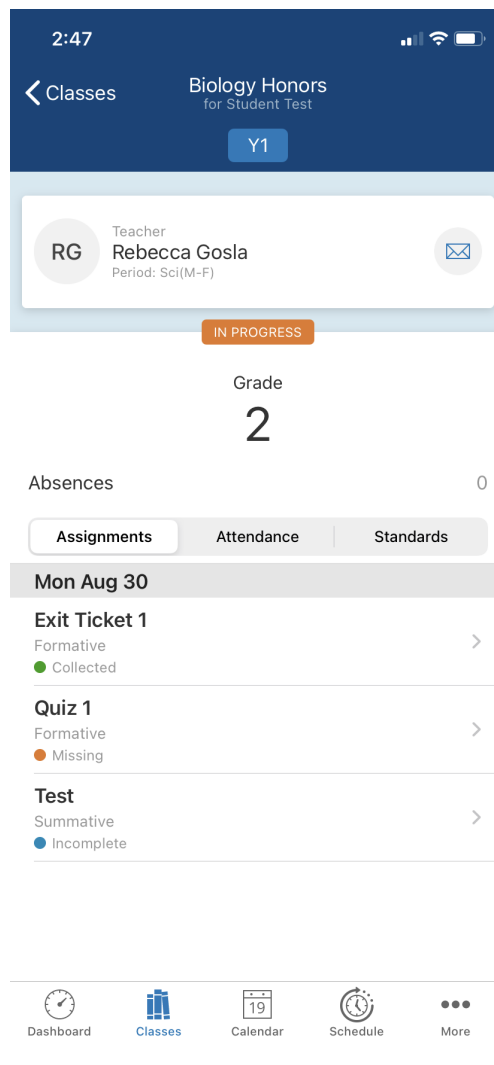 2:47
Classes
Biology Honors
for Student Test
Y1
RG
Teacher
Rebecca Gosla
Period: Sci(M-F)
IN PROGRESS
Grade
2
Absences 0
Assignments Attendance Standards
Mon Aug 30
Exit Ticket 1
Formative
Collected
Quiz 1
Formative
Missing
Test
Summative
Incomplete
19
Dashboard Classes Calendar Schedule More